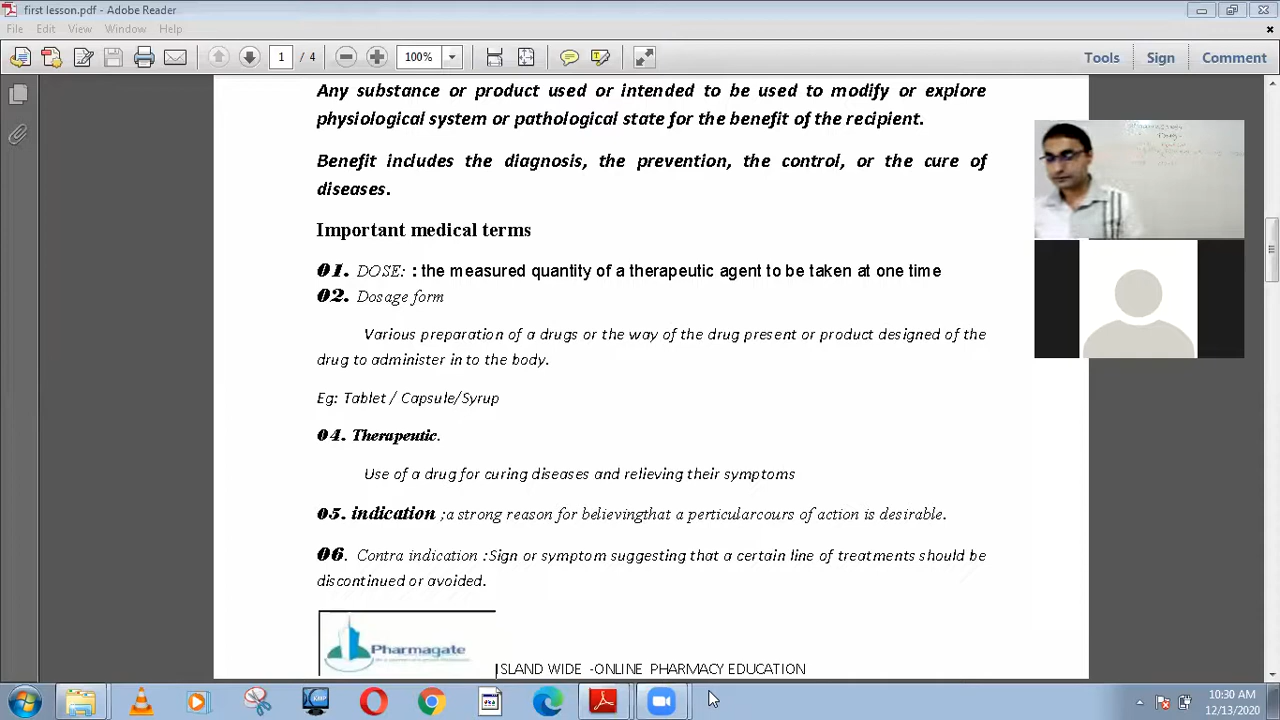 first lesson.pdf - Adobe Reader
File Edit View Window Help
1 / 4 100% Tools Sign Comment
Any substance or product used or intended to be used to modify or explore
physiological system or pathological state for the benefit of the recipient.
Benefit includes the diagnosis, the prevention, the control, or the cure of
diseases.
Important medical terms
01. DOSE: : the measured quantity of a therapeutic agent to be taken at one time
02. Dosage form
Various preparation of a drugs or the way of the drug present or product designed of the
drug to administer in to the body.
Eg: Tablet / Capsule/Syrup
04. Therapeutic.
Use of a drug for curing diseases and relieving their symptoms
05. indication ;a strong reason for believingthat a perticularcours of action is desirable.
06. Contra indication :Sign or symptom suggesting that a certain line of treatments should be
discontinued or avoided.
Pharmagate
SLAND WIDE -ONLINE PHARMACY EDUCATION
10:30 AM
12/13/2020